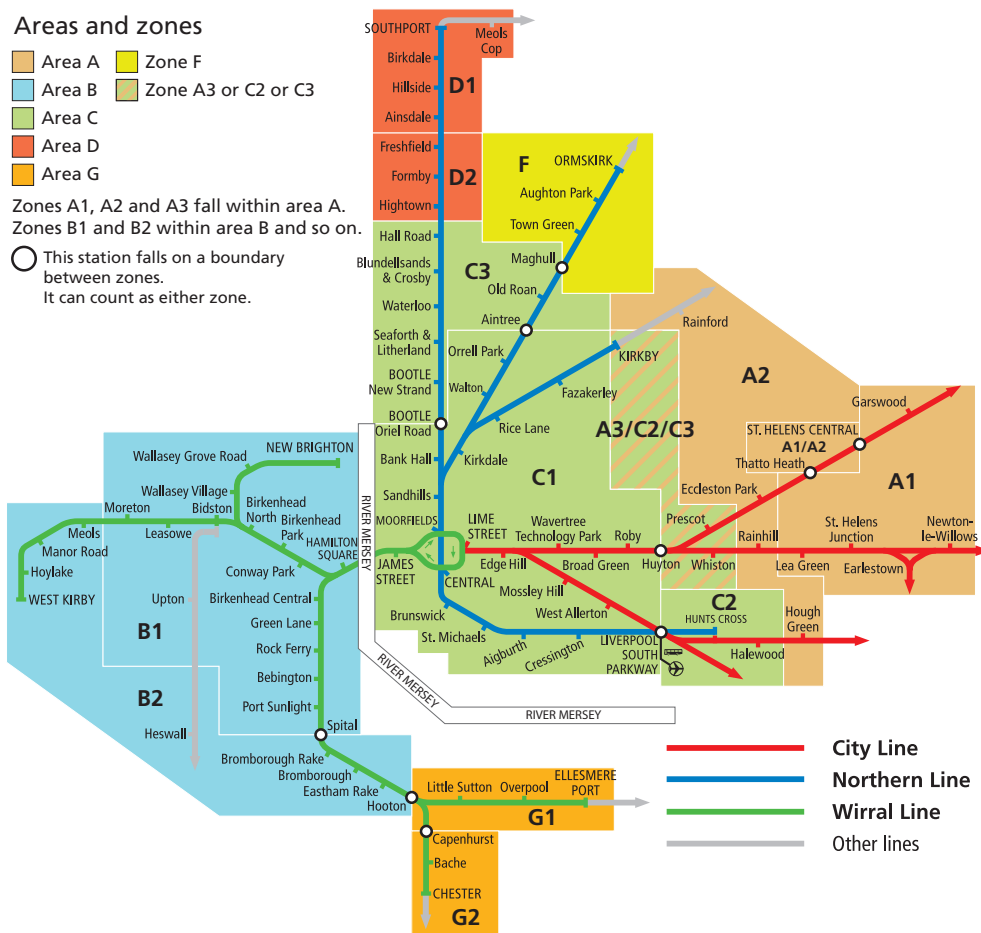 Areas and zones
Area A
Zone F
Area B
Zone A3 or C2 or C3
Area C
Area D
Area G
Zones A1, A2 and A3 fall within area A.
Zones B1 and B2 within area B and so on.
This station falls on a boundary
between zones.
It can count as either zone.
SOUTHPORT
Meols
Cop
Birkdale
Hillside
D1
Ainsdale
Freshfield
Formby
D2
Hightown
F
ORMSKIRK
Aughton Park
Town Green
Maghull
Hall Road
Blundellsands
& Crosby
C3
Old Roan
Waterloo
Aintree
Seaforth &
Litherland
Orrell Park
BOOTLE
New Strand
Walton
BOOTLE
Oriel Road
Rainford
KIRKBY
Fazakerley
A2
Rice Lane
A3/C2/C3
Garswood
ST. HELENS CENTRAL
A1/A2
Thatto Heath
Bank Hall
Kirkdale
C1
Eccleston Park
A1
Sandhills
Prescot
MOORFIELDS
LIME
STREET
Wavertree
Technology Park
Roby
Rainhill
St. Helens
Junction
Newton-
le-Willows
JAMES
STREET
Edge Hill
Broad Green
Huyton
Whiston
Lea Green
Earlestown
CENTRAL
Mossley Hill
West Allerton
C2
HUNTS CROSS
Hough
Green
Brunswick
St. Michaels
Aigburth
Cressington
LIVERPOOL
SOUTH
PARKWAY
Halewood
Wallasey Grove Road
NEW BRIGHTON
Wallasey Village
Moreton
Bidston
Birkenhead
North
Birkenhead
Park
HAMILTON
SQUARE
Meols
Leasowe
Manor Road
Hoylake
WEST KIRBY
Conway Park
Upton
Birkenhead Central
B1
Green Lane
Rock Ferry
Bebington
B2
Port Sunlight
Heswall
Spital
Bromborough Rake
Bromborough
Eastham Rake
Hooton
RIVER MERSEY
RIVER MERSEY
RIVER MERSEY
Little Sutton
Overpool
ELLESMERE
PORT
G1
Capenhurst
Bache
CHESTER
G2
City Line
Northern Line
Wirral Line
Other lines